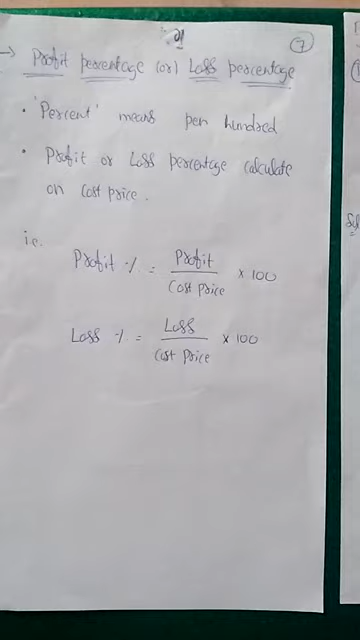 7
→ Profit percentage (or) Loss percentage
• 'Percent' means per hundred
• Profit or Loss percentage calculate
on cost price.
i.e.
Profit % = Profit / Cost Price × 100
Loss % = Loss / Cost Price × 100